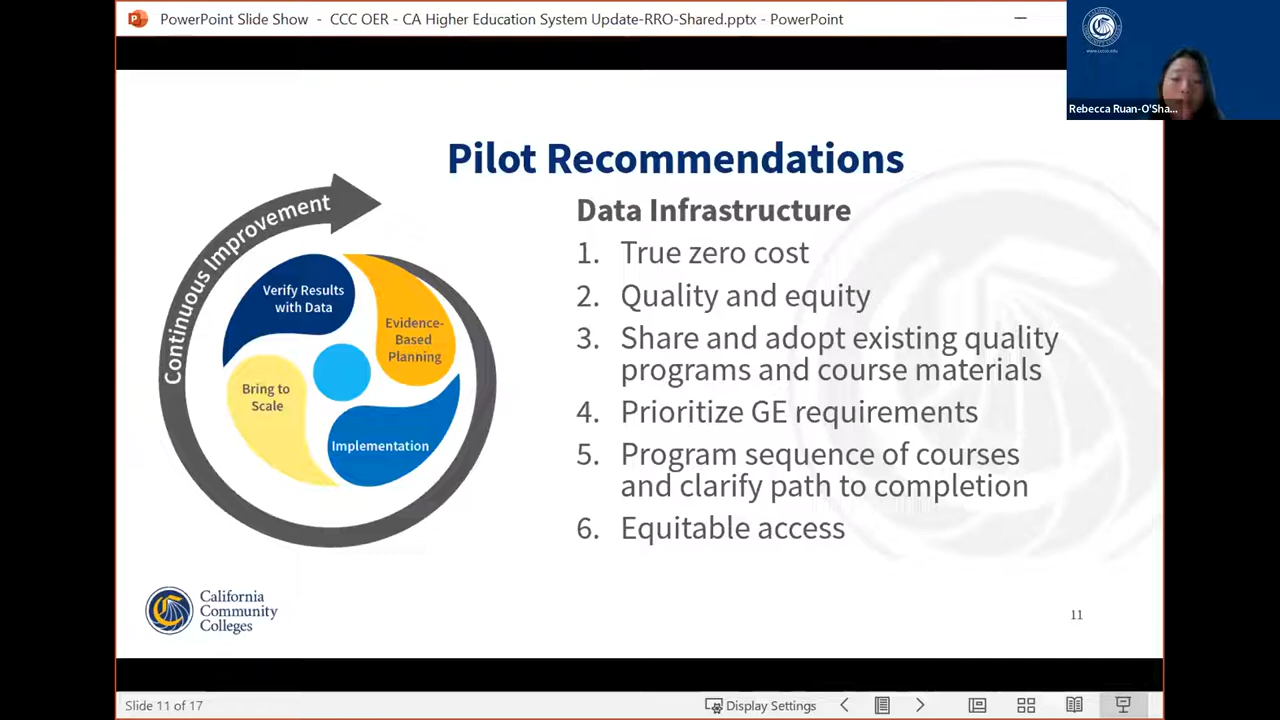 PowerPoint Slide Show - CCC OER - CA Higher Education System Update-RRO-Shared.pptx - PowerPoint
Rebecca Ruan-O'Sha...
Pilot Recommendations
Continuous Improvement
Verify Results
with Data
Evidence-
Based
Planning
Bring to
Scale
Implementation
Data Infrastructure
1. True zero cost
2. Quality and equity
3. Share and adopt existing quality
programs and course materials
4. Prioritize GE requirements
5. Program sequence of courses
and clarify path to completion
6. Equitable access
California
Community
Colleges
11
Slide 11 of 17
Display Settings